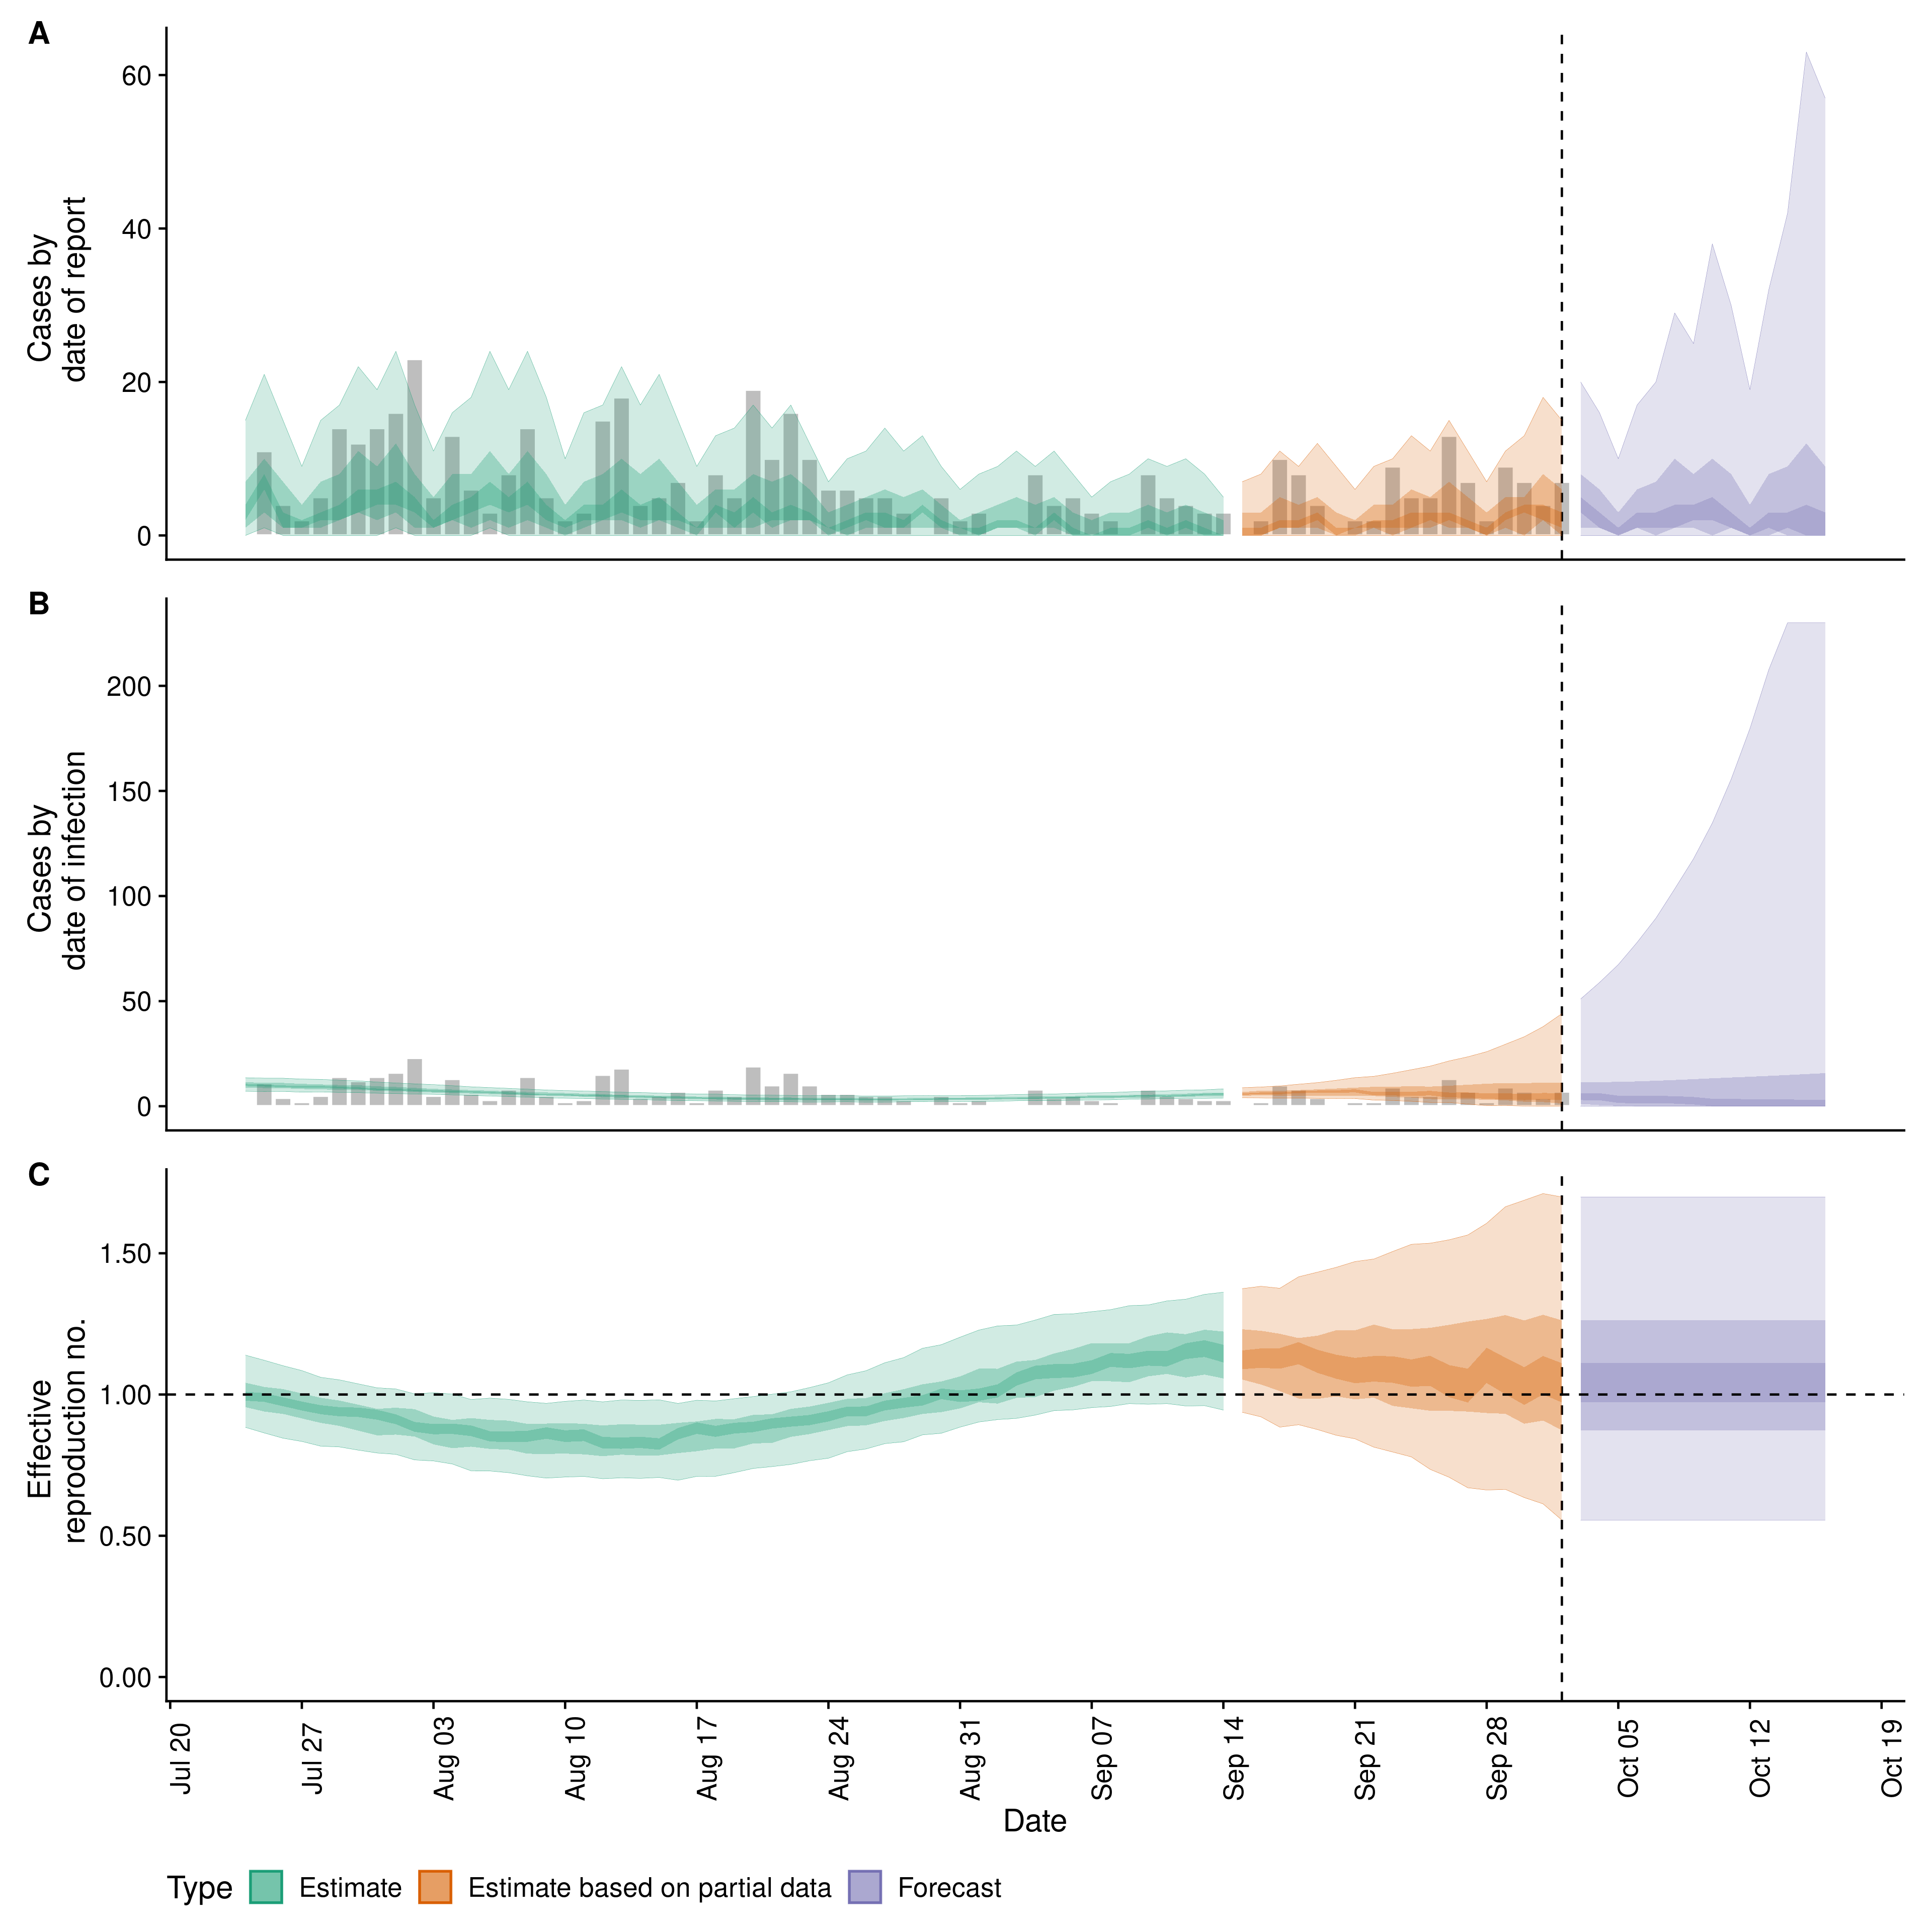 A
60
40
20
0
Cases by
date of report
B
200
150
100
50
0
Cases by
date of infection
C
1.50
1.00
0.50
0.00
Effective
reproduction no.
Jul 20
Jul 27
Aug 03
Aug 10
Aug 17
Aug 24
Aug 31
Sep 07
Sep 14
Sep 21
Sep 28
Oct 05
Oct 12
Oct 19
Date
Type Estimate Estimate based on partial data Forecast